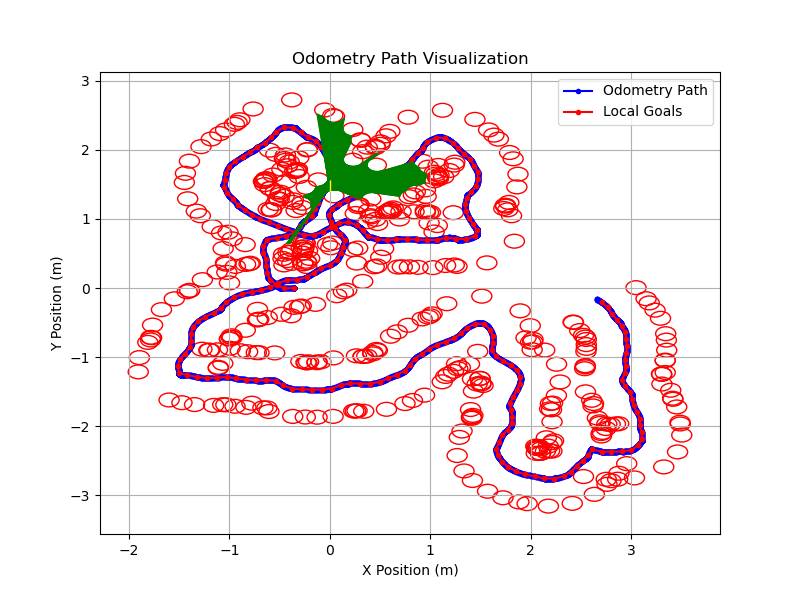 Odometry Path Visualization
Odometry Path
Local Goals
Y Position (m)
3
2
1
0
−1
−2
−3
−2
−1
0
1
2
3
X Position (m)